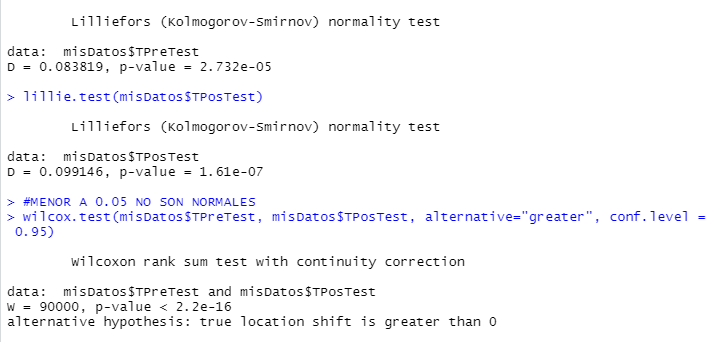 Lilliefors (Kolmogorov-Smirnov) normality test
data:  misDatos$TPreTest
D = 0.083819, p-value = 2.732e-05
> lillie.test(misDatos$TPosTest)
Lilliefors (Kolmogorov-Smirnov) normality test
data:  misDatos$TPosTest
D = 0.099146, p-value = 1.61e-07
> #MENOR A 0.05 NO SON NORMALES
> wilcox.test(misDatos$TPreTest, misDatos$TPosTest, alternative="greater", conf.level =
0.95)
Wilcoxon rank sum test with continuity correction
data:  misDatos$TPreTest and misDatos$TPosTest
W = 90000, p-value < 2.2e-16
alternative hypothesis: true location shift is greater than 0